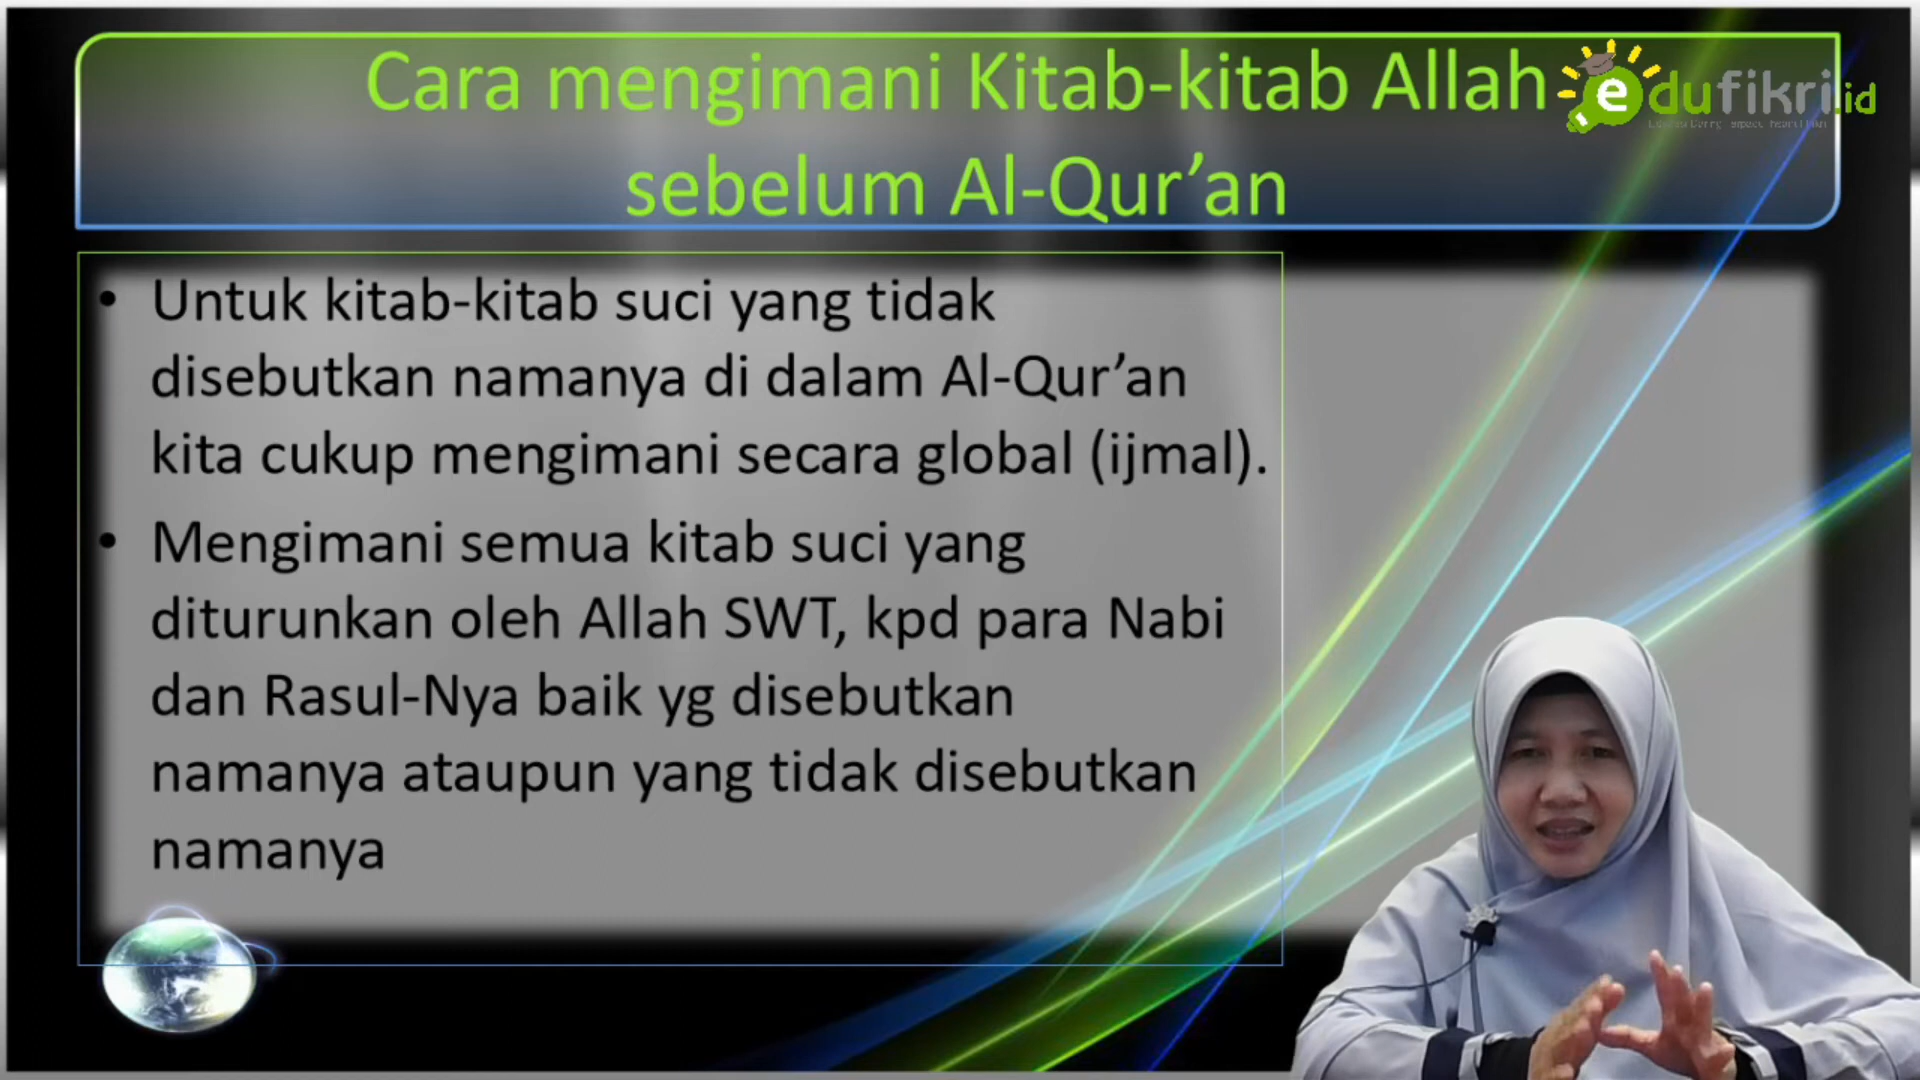 Cara mengimani Kitab-kitab Allah
sebelum Al-Qur’an
edufikri.id
• Untuk kitab-kitab suci yang tidak
disebutkan namanya di dalam Al-Qur’an
kita cukup mengimani secara global (ijmal).
• Mengimani semua kitab suci yang
diturunkan oleh Allah SWT, kpd para Nabi
dan Rasul-Nya baik yg disebutkan
namanya ataupun yang tidak disebutkan
namanya